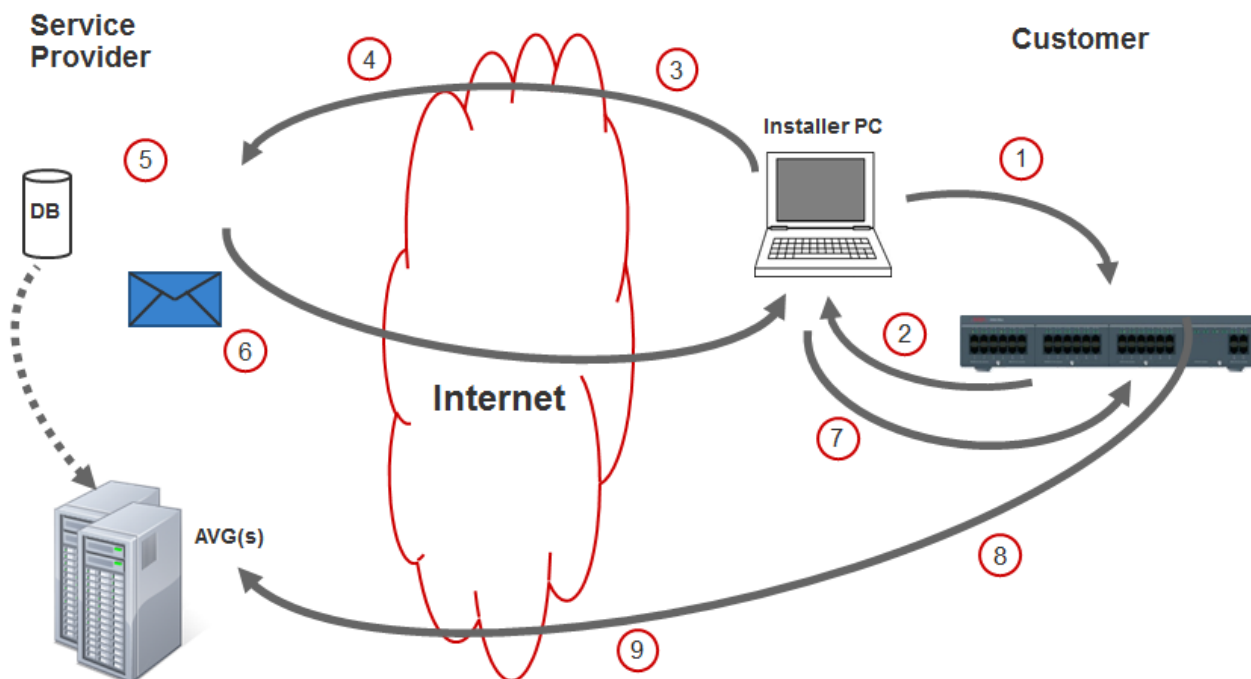 Service
Provider
Customer
4
3
Installer PC
5
1
DB
6
2
Internet
7
AVG(s)
8
9